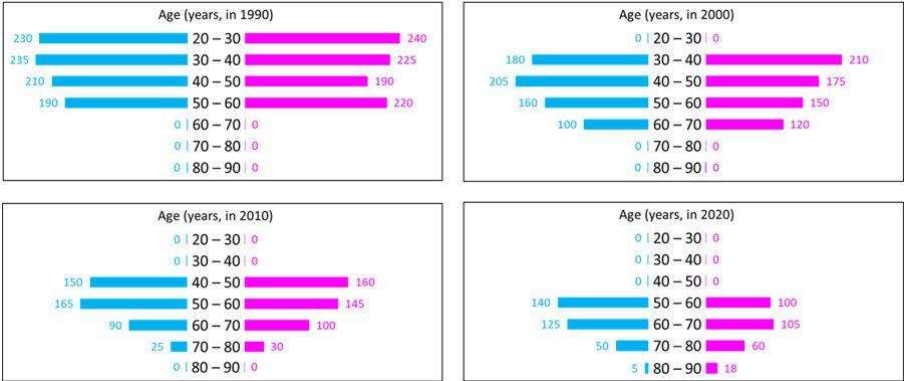 Age (years, in 1990)
230 20 – 30 240
235 30 – 40 225
210 40 – 50 190
190 50 – 60 220
0 60 – 70 0
0 70 – 80 0
0 80 – 90 0
Age (years, in 2000)
0 20 – 30 0
180 30 – 40 210
205 40 – 50 175
160 50 – 60 150
100 60 – 70 120
0 70 – 80 0
0 80 – 90 0
Age (years, in 2010)
0 20 – 30 0
0 30 – 40 0
150 40 – 50 160
165 50 – 60 145
90 60 – 70 100
25 70 – 80 30
0 80 – 90 0
Age (years, in 2020)
0 20 – 30 0
0 30 – 40 0
0 40 – 50 0
140 50 – 60 100
125 60 – 70 105
50 70 – 80 60
5 80 – 90 18